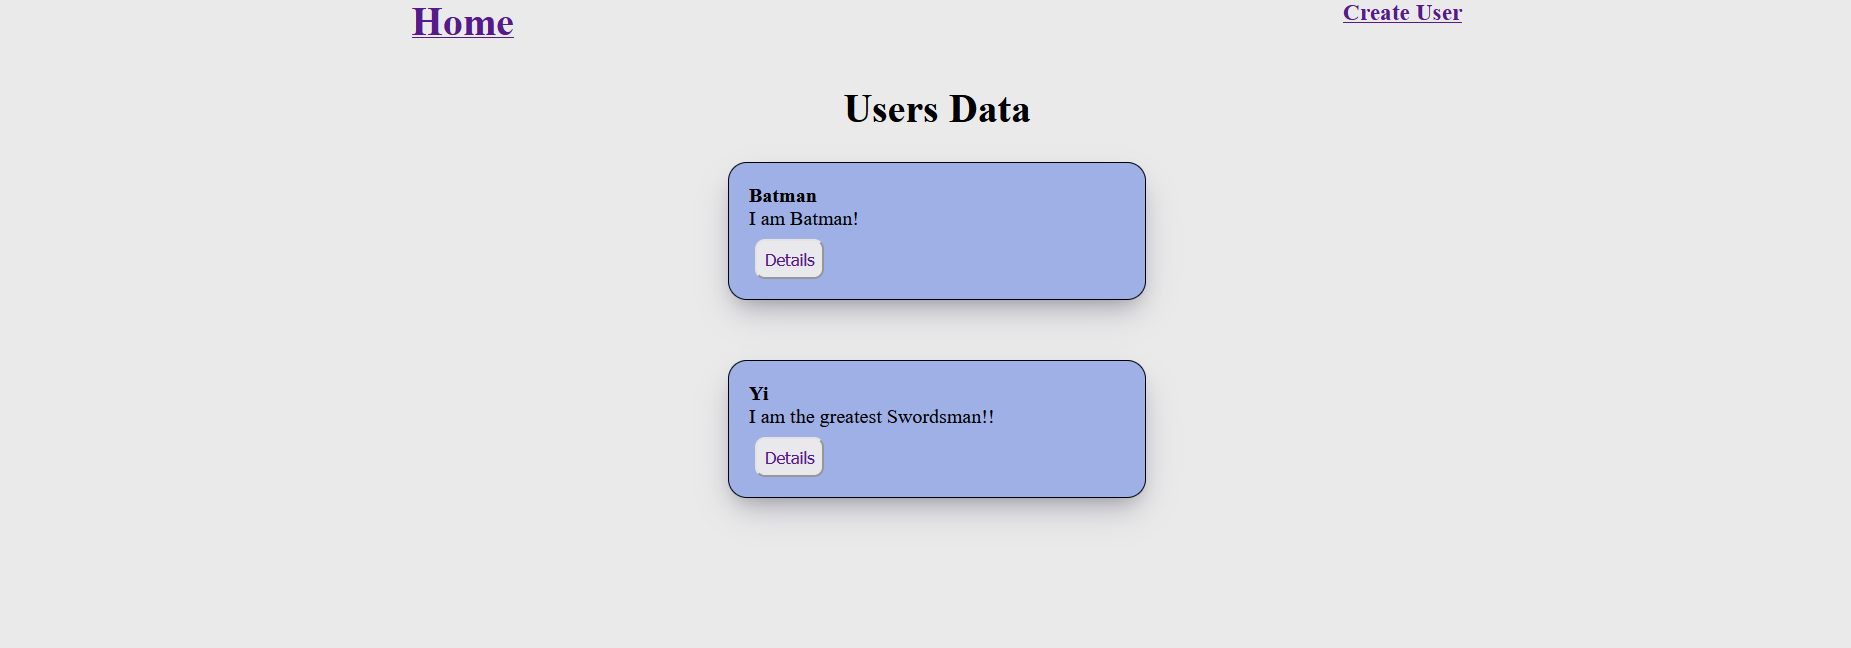 Home
Create User
Users Data
Batman
I am Batman!
Details
Yi
I am the greatest Swordsman!!
Details